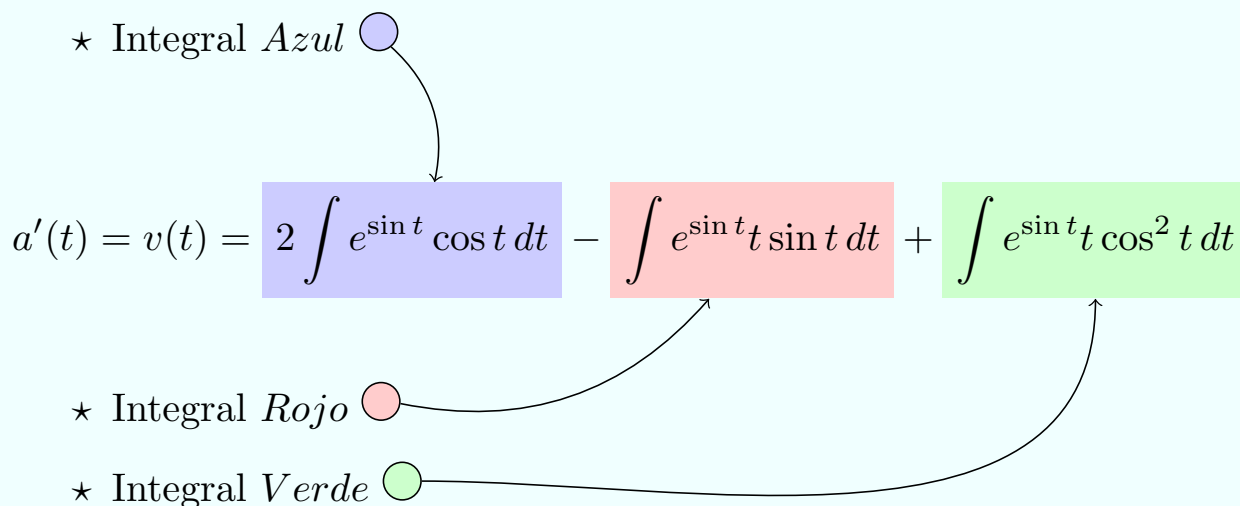 ⋆ Integral Azul
a′(t) = v(t) = 2 ∫ e^{sin t} cos t dt − ∫ e^{sin t} t sin t dt + ∫ e^{sin t} t cos² t dt
⋆ Integral Rojo
⋆ Integral Verde